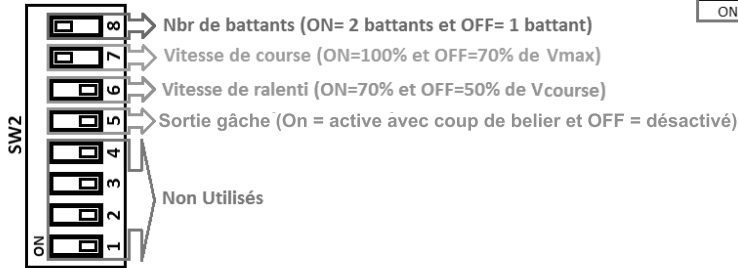 ON
8 Nbr de battants (ON= 2 battants et OFF= 1 battant)
7 Vitesse de course (ON=100% et OFF=70% de Vmax)
6 Vitesse de ralenti (ON=70% et OFF=50% de Vcourse)
5 Sortie gâche (On = active avec coup de belier et OFF = désactivé)
SW2
4
3
Non Utilisés
2
1
ON